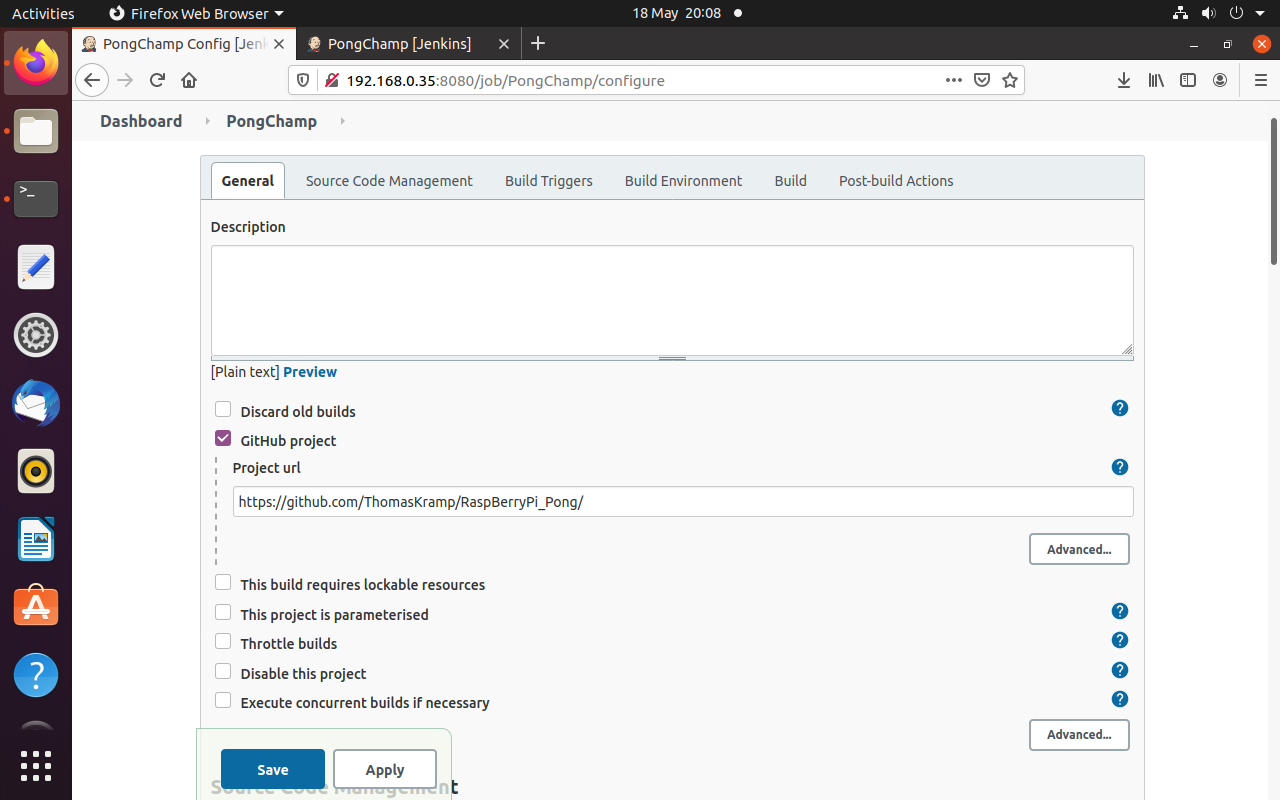 Activities Firefox Web Browser 18 May 20:08
PongChamp Config [Jenk PongChamp [Jenkins]
192.168.0.35:8080/job/PongChamp/configure
Dashboard PongChamp
General Source Code Management Build Triggers Build Environment Build Post-build Actions
Description
[Plain text] Preview
Discard old builds
GitHub project
Project url
https://github.com/ThomasKramp/RaspBerryPi_Pong/
Advanced...
This build requires lockable resources
This project is parameterised
Throttle builds
Disable this project
Execute concurrent builds if necessary
Advanced...
Save Apply
Source Code Management